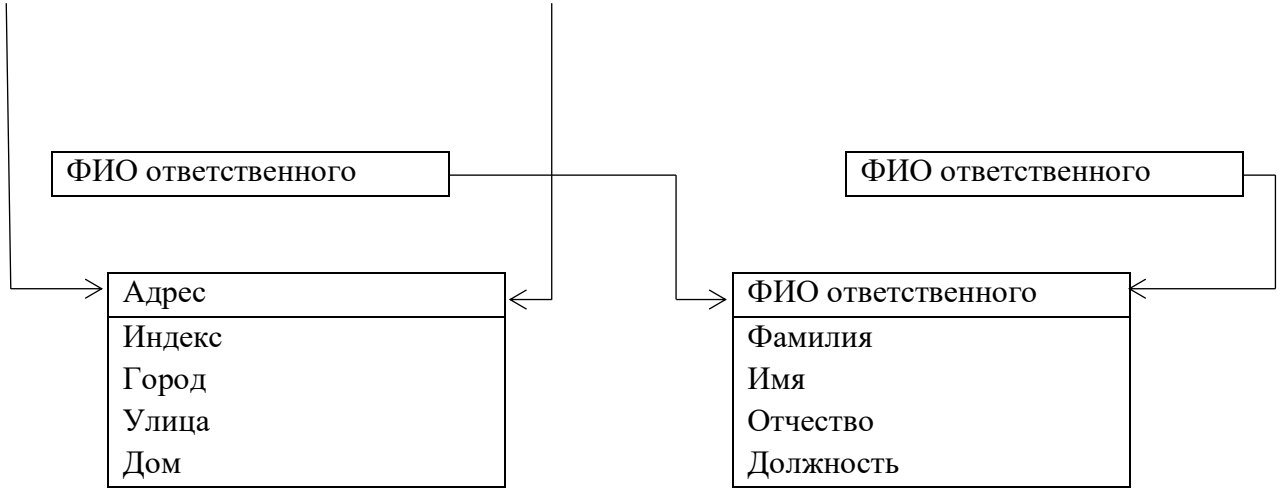 ФИО ответственного
ФИО ответственного
Адрес
Индекс
Город
Улица
Дом
ФИО ответственного
Фамилия
Имя
Отчество
Должность